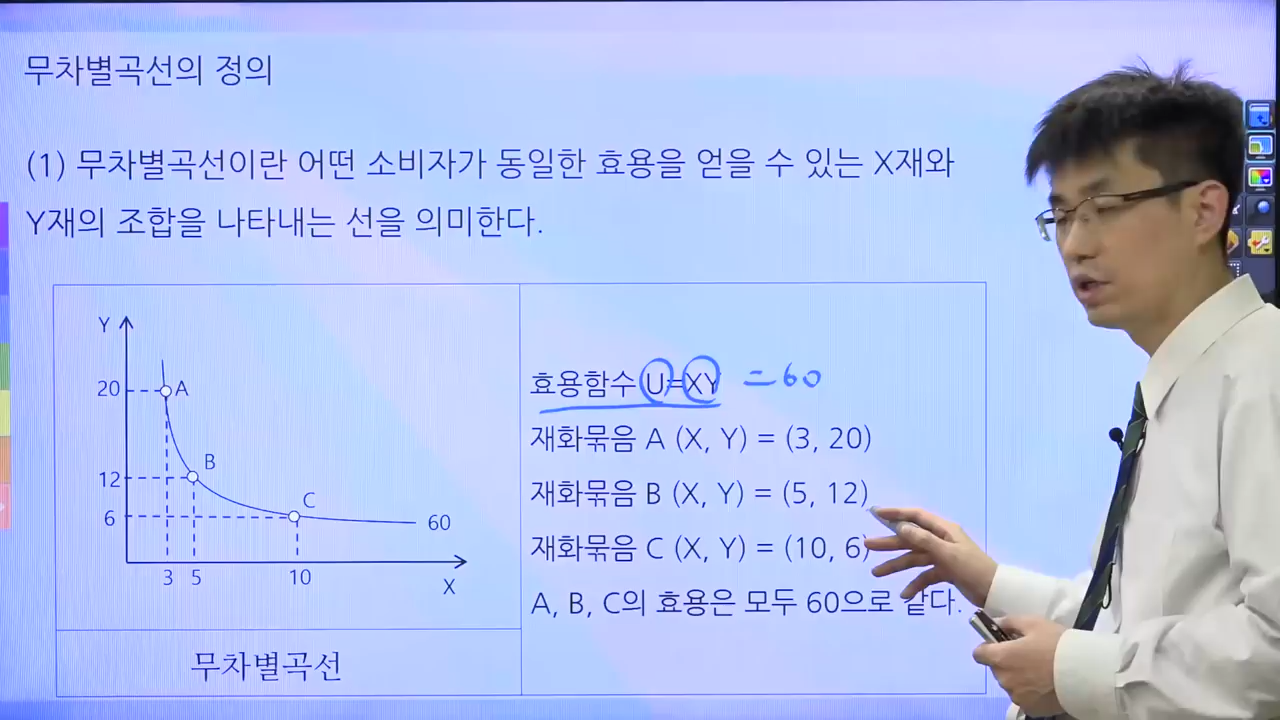 무차별곡선의 정의
(1) 무차별곡선이란 어떤 소비자가 동일한 효용을 얻을 수 있는 X재와
Y재의 조합을 나타내는 선을 의미한다.
Y
20
A
B
12
C
6
60
3 5 10
X
무차별곡선
효용함수 U=XY =60
재화묶음 A (X, Y) = (3, 20)
재화묶음 B (X, Y) = (5, 12)
재화묶음 C (X, Y) = (10, 6)
A, B, C의 효용은 모두 60으로 같다.